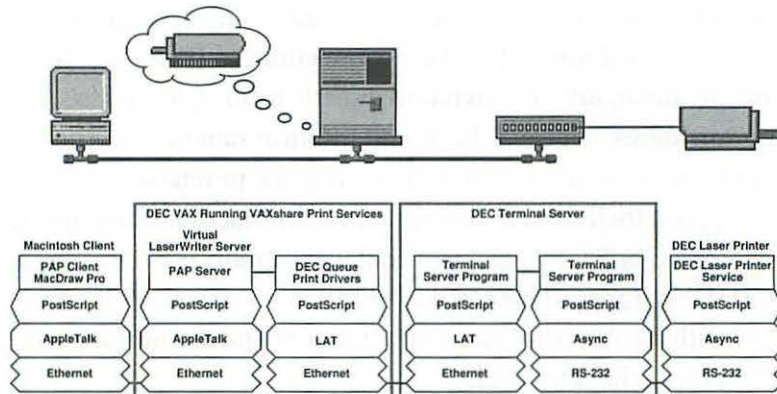 DEC VAX Running VAXshare Print Services
DEC Terminal Server
Macintosh Client
Virtual
LaserWriter Server
DEC Laser Printer
PAP Client
MacDraw Pro
PAP Server
DEC Queue
Print Drivers
Terminal
Server Program
Terminal
Server Program
DEC Laser Printer
Service
PostScript
PostScript
PostScript
PostScript
PostScript
PostScript
AppleTalk
AppleTalk
LAT
LAT
Async
Async
Ethernet
Ethernet
Ethernet
Ethernet
RS-232
RS-232